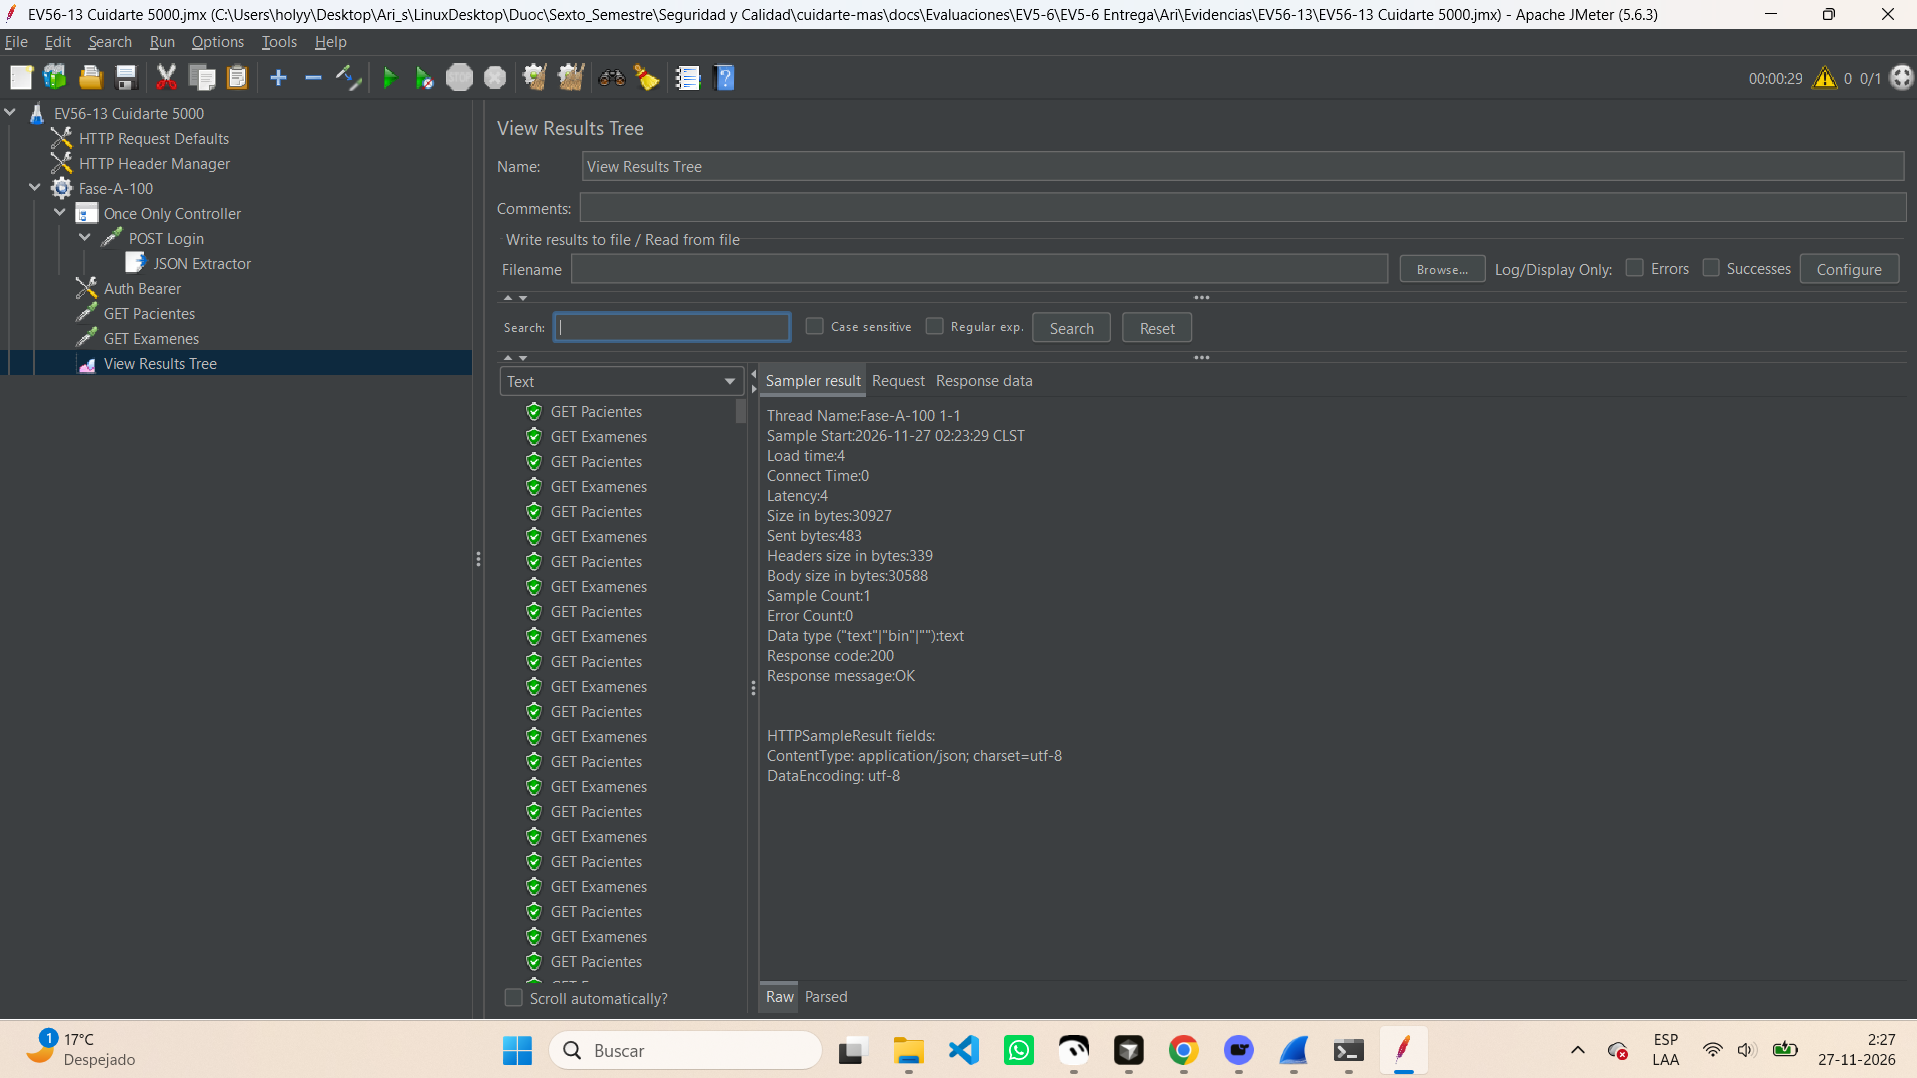 EV56-13 Cuidarte 5000.jmx (C:\Users\holyy\Desktop\Ari_s\LinuxDesktop\Duoc\Sexto_Semestre\Seguridad y Calidad\cuidarte-mas\docs\Evaluaciones\EV5-6\EV5-6 Entrega\Ari\Evidencias\EV56-13\EV56-13 Cuidarte 5000.jmx) - Apache JMeter (5.6.3)
File Edit Search Run Options Tools Help
STOP
00:00:29 0 0/1
EV56-13 Cuidarte 5000
HTTP Request Defaults
HTTP Header Manager
Fase-A-100
Once Only Controller
POST Login
JSON Extractor
Auth Bearer
GET Pacientes
GET Examenes
View Results Tree
View Results Tree
Name: View Results Tree
Comments:
Write results to file / Read from file
Filename Browse... Log/Display Only: Errors Successes Configure
Search: Case sensitive Regular exp. Search Reset
Text
GET Pacientes
GET Examenes
GET Pacientes
GET Examenes
GET Pacientes
GET Examenes
GET Pacientes
GET Examenes
GET Pacientes
GET Examenes
GET Pacientes
GET Examenes
GET Pacientes
GET Examenes
GET Pacientes
GET Examenes
GET Pacientes
GET Examenes
GET Pacientes
GET Examenes
GET Pacientes
GET Examenes
GET Pacientes
Scroll automatically?
Sampler result Request Response data
Thread Name:Fase-A-100 1-1
Sample Start:2026-11-27 02:23:29 CLST
Load time:4
Connect Time:0
Latency:4
Size in bytes:30927
Sent bytes:483
Headers size in bytes:339
Body size in bytes:30588
Sample Count:1
Error Count:0
Data type ("text"|"bin"|""):text
Response code:200
Response message:OK
HTTPSampleResult fields:
ContentType: application/json; charset=utf-8
DataEncoding: utf-8
Raw Parsed
1
17°C
Despejado
Buscar
ESP
LAA
2:27
27-11-2026